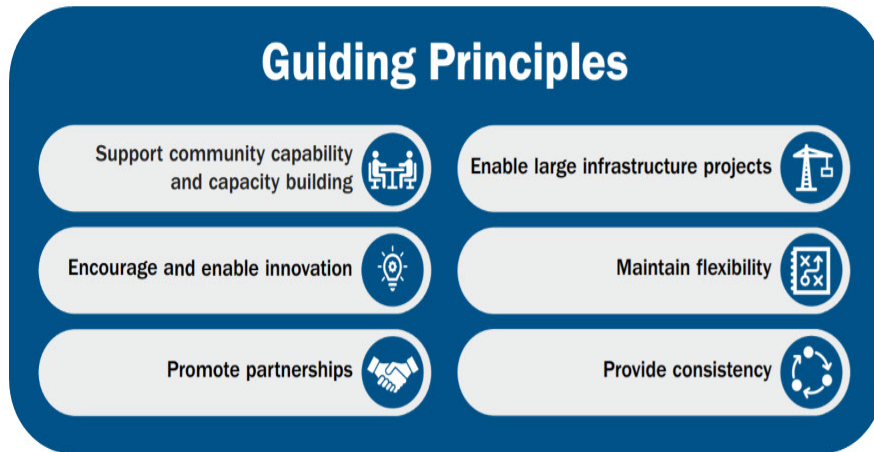 Guiding Principles
Support community capability
and capacity building
Enable large infrastructure projects
Encourage and enable innovation
Maintain flexibility
Promote partnerships
Provide consistency